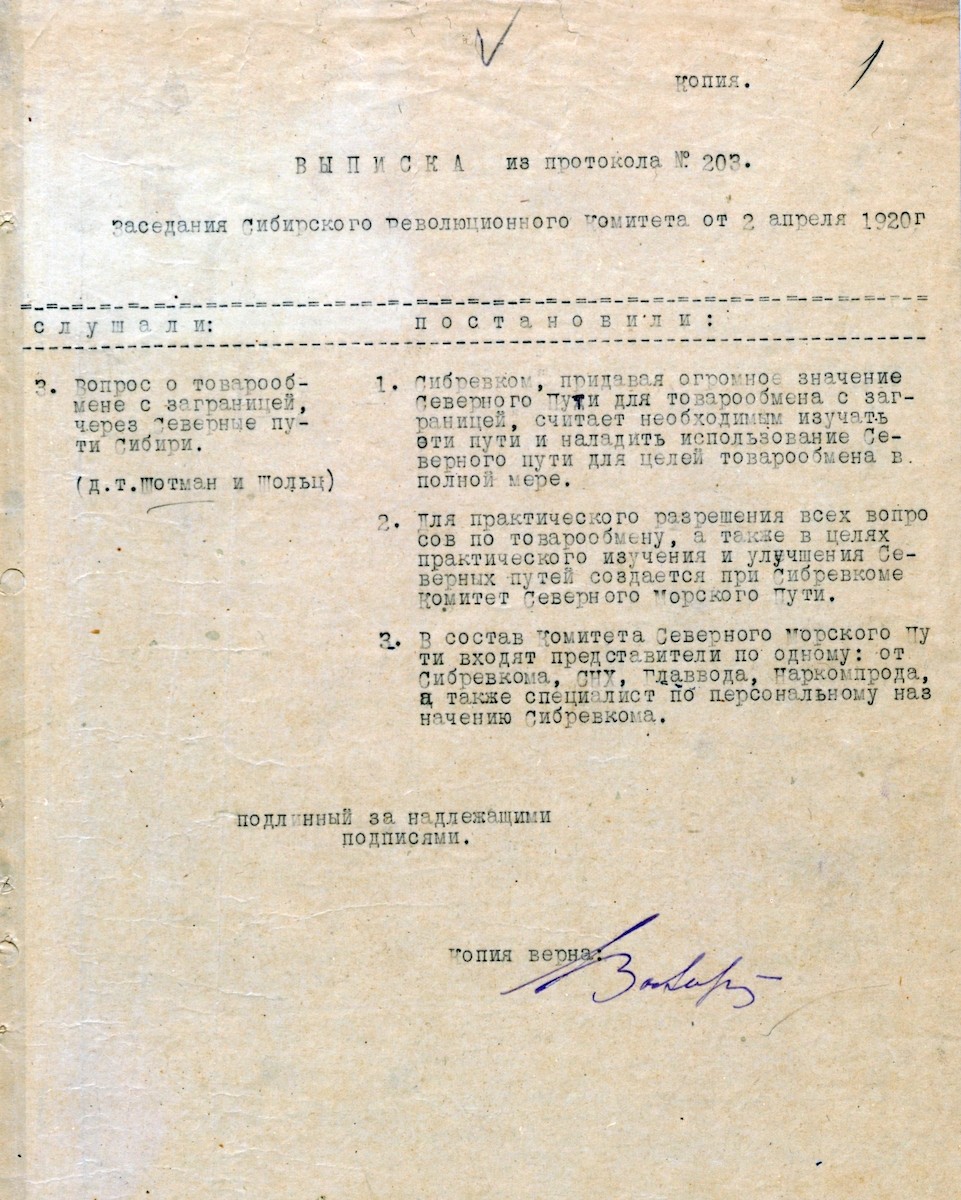 1
Копия.
ВЫПИСКА из протокола № 203.
Заседания Сибирского Революционного Комитета от 2 апреля 1920г
слушали:
постановили:
3. Вопрос о товарооб-
мене с заграницей,
через Северные пу-
ти Сибири.
(д.т.Шотман и Шольц)
1. Сибревком, придавая огромное значение
Северного Пути для товарообмена с заг-
раницей, считает необходимым изучать
эти пути и наладить использование Се-
верного пути для целей товарообмена в.
полной мере.
2. Для практического разрешения всех вопро
сов по товарообмену, а также в целях
практического изучения и улучшения Се-
верных путей создается при Сибревкоме
Комитет Северного Морского Пути.
3. В состав Комитета Северного Морского Пу
ти входят представители по одному: от
Сибревкома, СНХ, Главвода, Наркомпрода,
а также специалист по персональному наз
начению Сибревкома.
подлинный за надлежащими
подписями.
Копия верна: